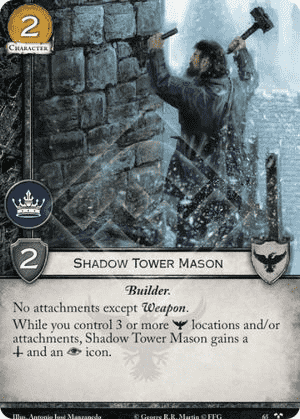 2
CHARACTER
2
SHADOW TOWER MASON
Builder.
No attachments except Weapon.
While you control 3 or more locations and/or
attachments, Shadow Tower Mason gains a
and an icon.
Illus. Antonio José Manzanedo © George R.R. Martin © FFG 65